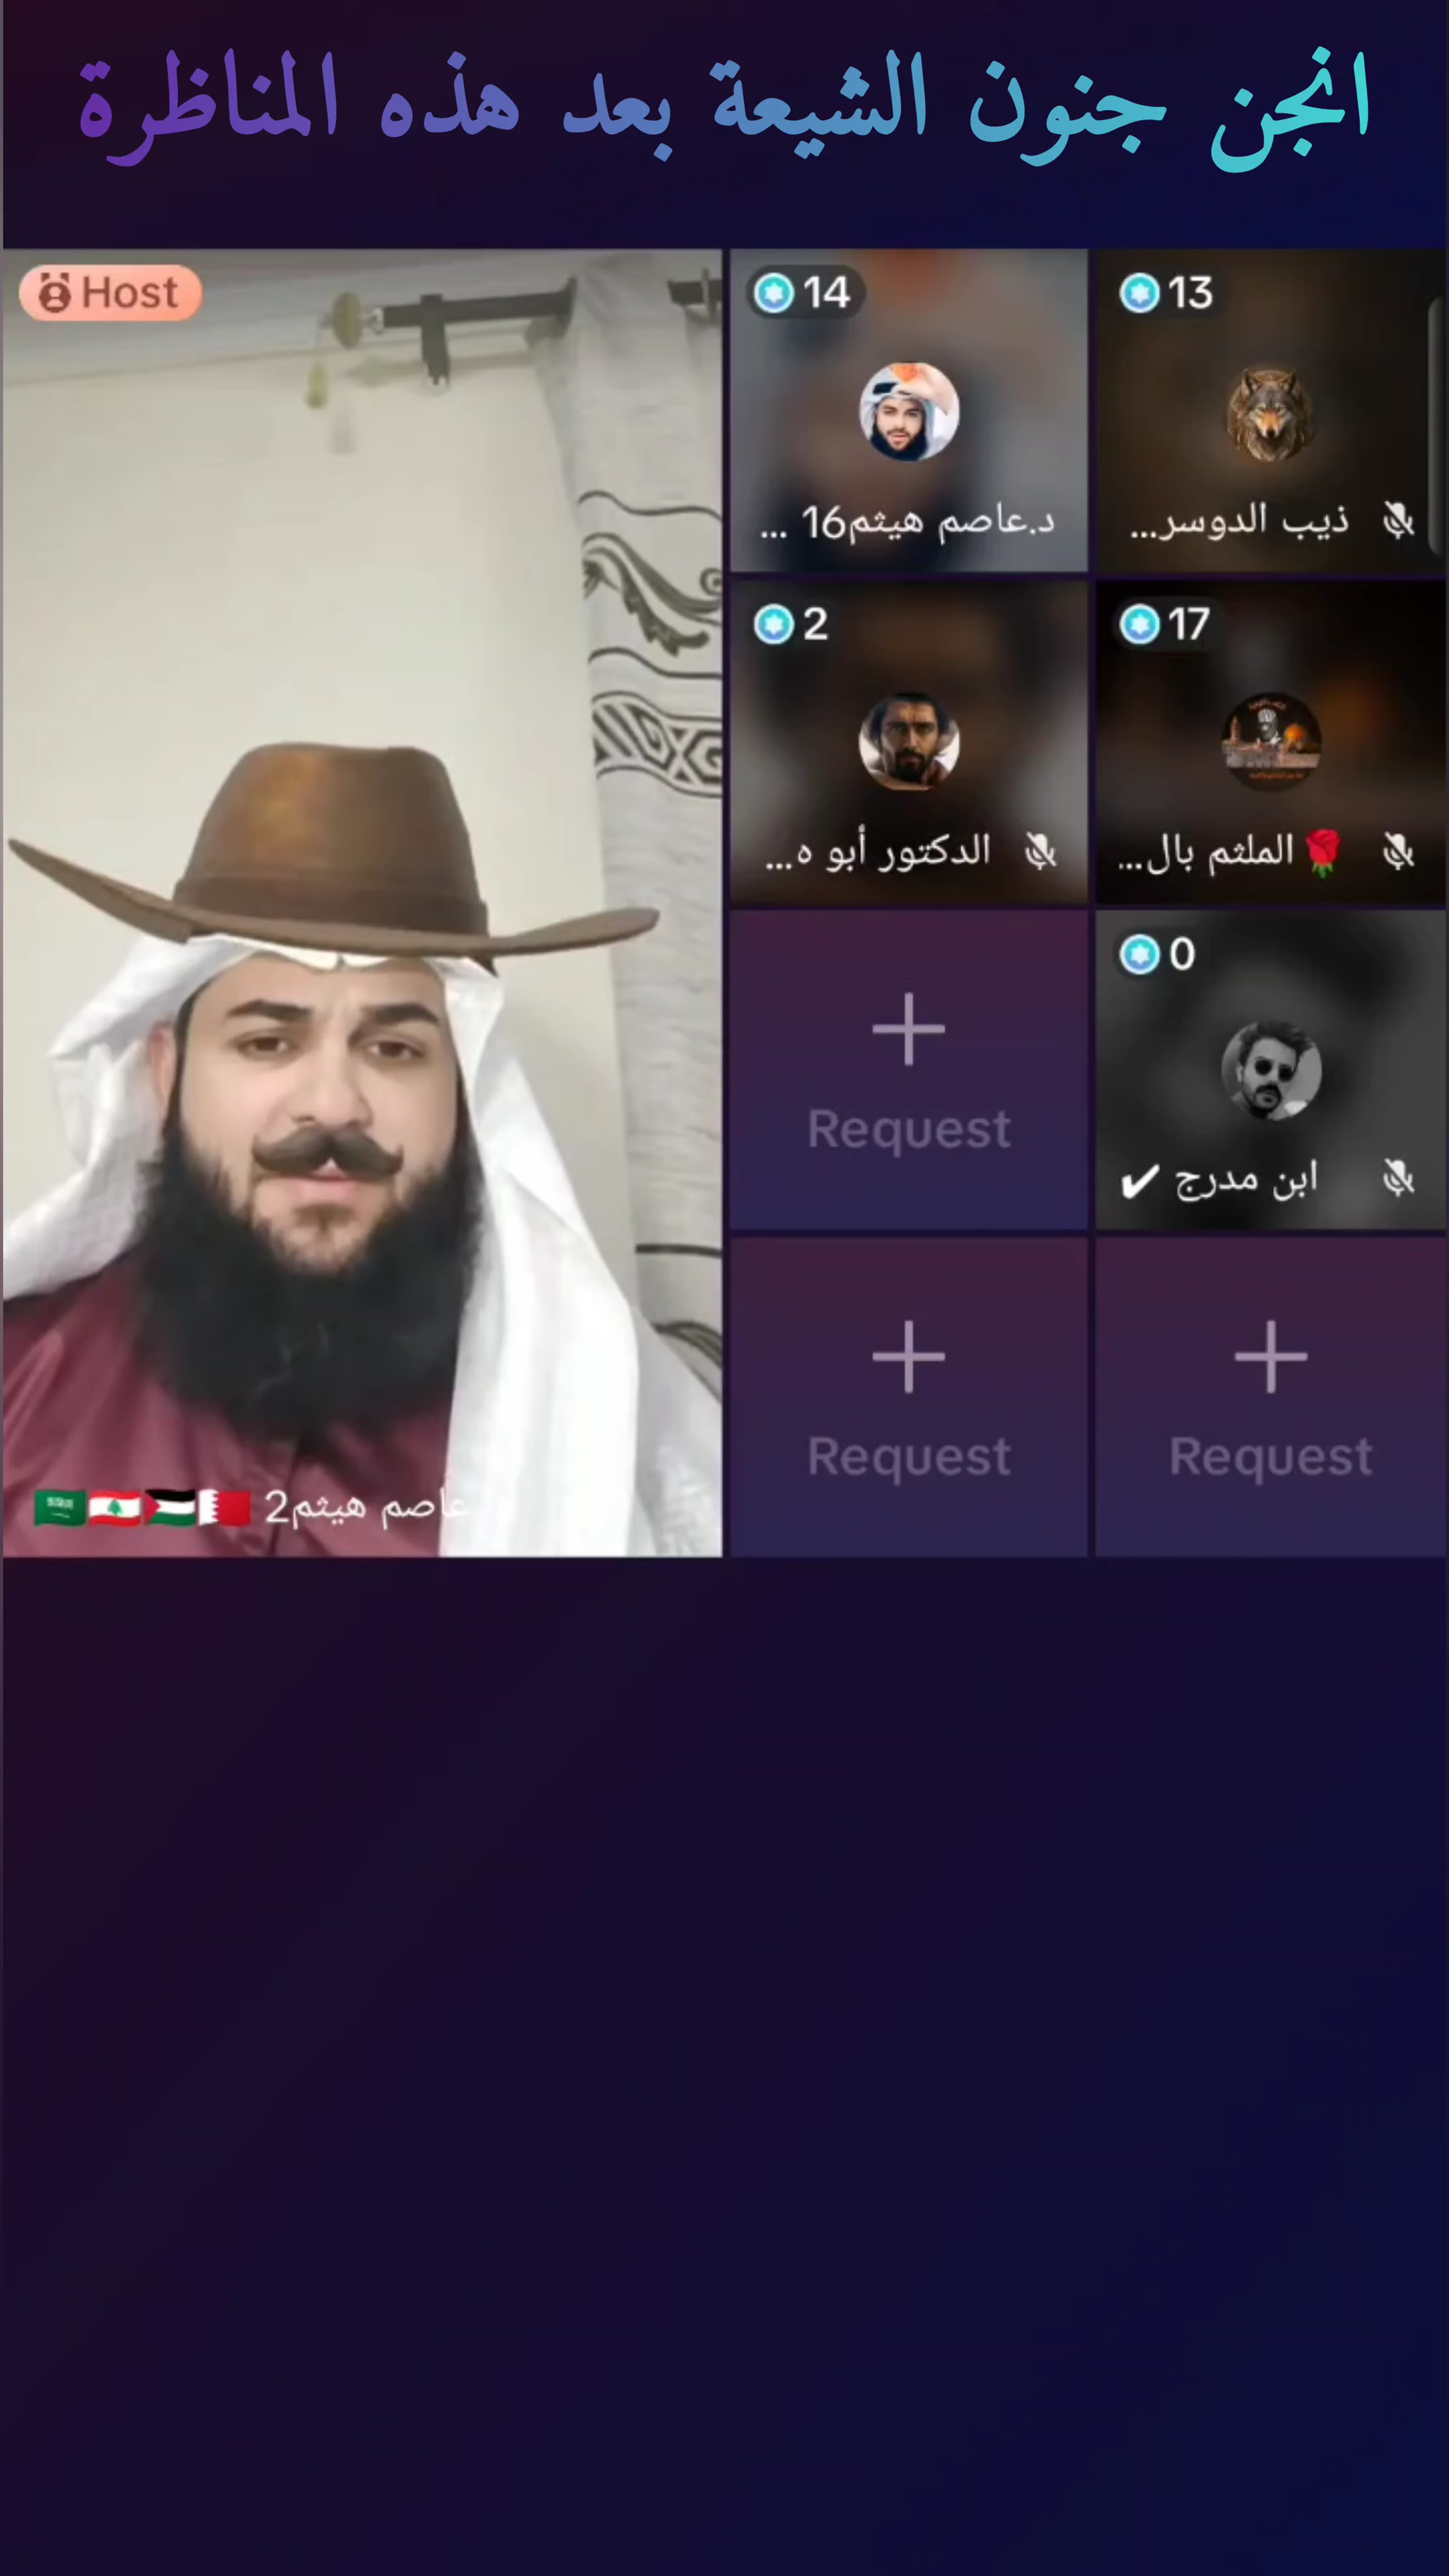 انجن جنون الشيعة بعد هذه المناظرة
Host
14
13
د.عاصم هيثم16 ...
ذيب الدوسر...
2
17
الدكتور أبو ه...
الملثم بال...
0
Request
ابن مدرج ✔
Request
Request
عاصم هيثم2